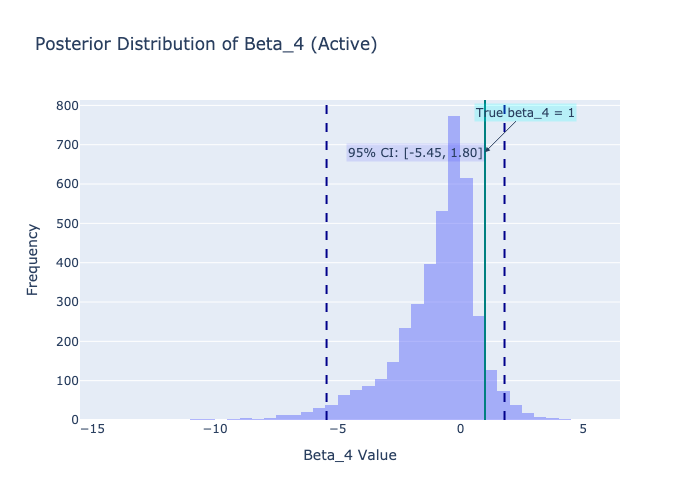 Posterior Distribution of Beta_4 (Active)
800
700
600
500
400
300
200
100
0
Frequency
True beta_4 = 1
95% CI: [-5.45, 1.80]
−15
−10
−5
0
5
Beta_4 Value